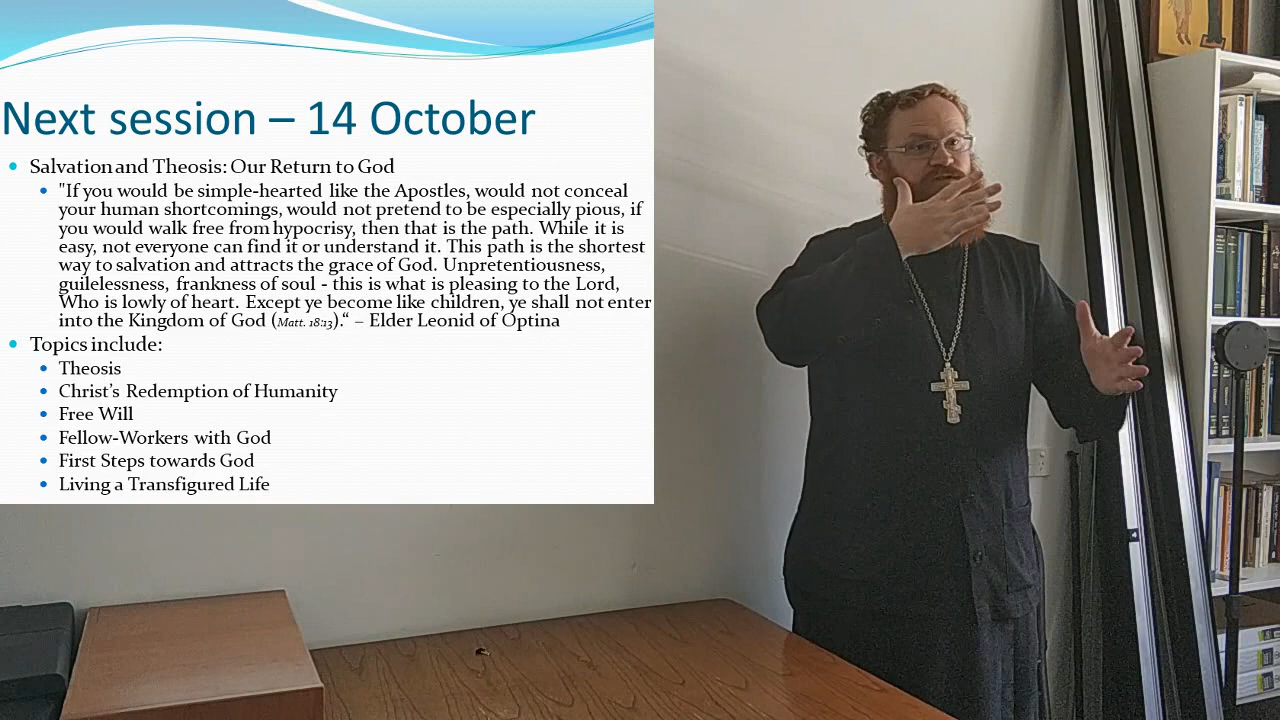 Next session – 14 October
Salvation and Theosis: Our Return to God
"If you would be simple-hearted like the Apostles, would not conceal
your human shortcomings, would not pretend to be especially pious, if
you would walk free from hypocrisy, then that is the path. While it is
easy, not everyone can find it or understand it. This path is the shortest
way to salvation and attracts the grace of God. Unpretentiousness,
guilelessness, frankness of soul - this is what is pleasing to the Lord,
Who is lowly of heart. Except ye become like children, ye shall not enter
into the Kingdom of God (Matt. 18:13).“ – Elder Leonid of Optina
Topics include:
Theosis
Christ’s Redemption of Humanity
Free Will
Fellow-Workers with God
First Steps towards God
Living a Transfigured Life